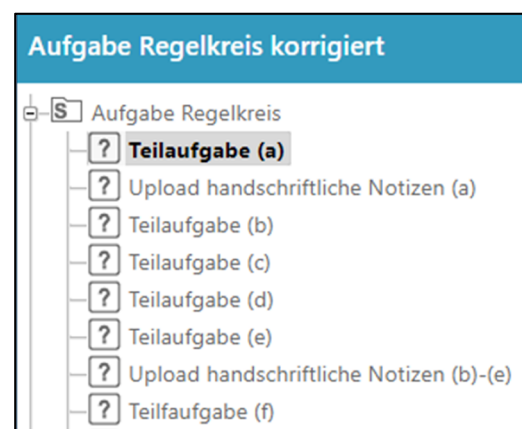 Aufgabe Regelkreis korrigiert
S Aufgabe Regelkreis
? Teilaufgabe (a)
? Upload handschriftliche Notizen (a)
? Teilaufgabe (b)
? Teilaufgabe (c)
? Teilaufgabe (d)
? Teilaufgabe (e)
? Upload handschriftliche Notizen (b)-(e)
? Teilfaufgabe (f)